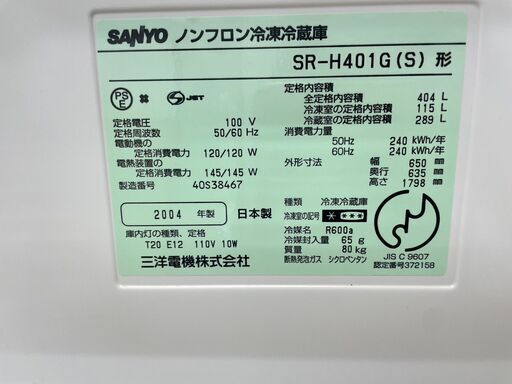 SANYO ノンフロン冷凍冷蔵庫
SR-H401G(S) 形
PS
E
JET
定格電圧 100 V
定格周波数 50/60 Hz
電動機の
定格消費電力 120/120 W
電熱装置の
定格消費電力 145/145 W
製造番号 40S38467
2004 年製 日本製
庫内灯の種類、定格
T20 E12 110V 10W
三洋電機株式会社
定格内容積
全定格内容積 404 L
冷凍室の定格内容積 115 L
冷蔵室の定格内容積 289 L
消費電力量
50Hz 240 kWh/年
60Hz 240 kWh/年
外形寸法 幅 650 mm
奥行 635 mm
高さ 1798 mm
種類 冷凍冷蔵庫
冷凍室の記号 ****
冷媒名 R600a
冷媒封入量 65 g
質量 80 kg
断熱発泡ガス シクロペンタン
JIS C 9607
認定番号372158